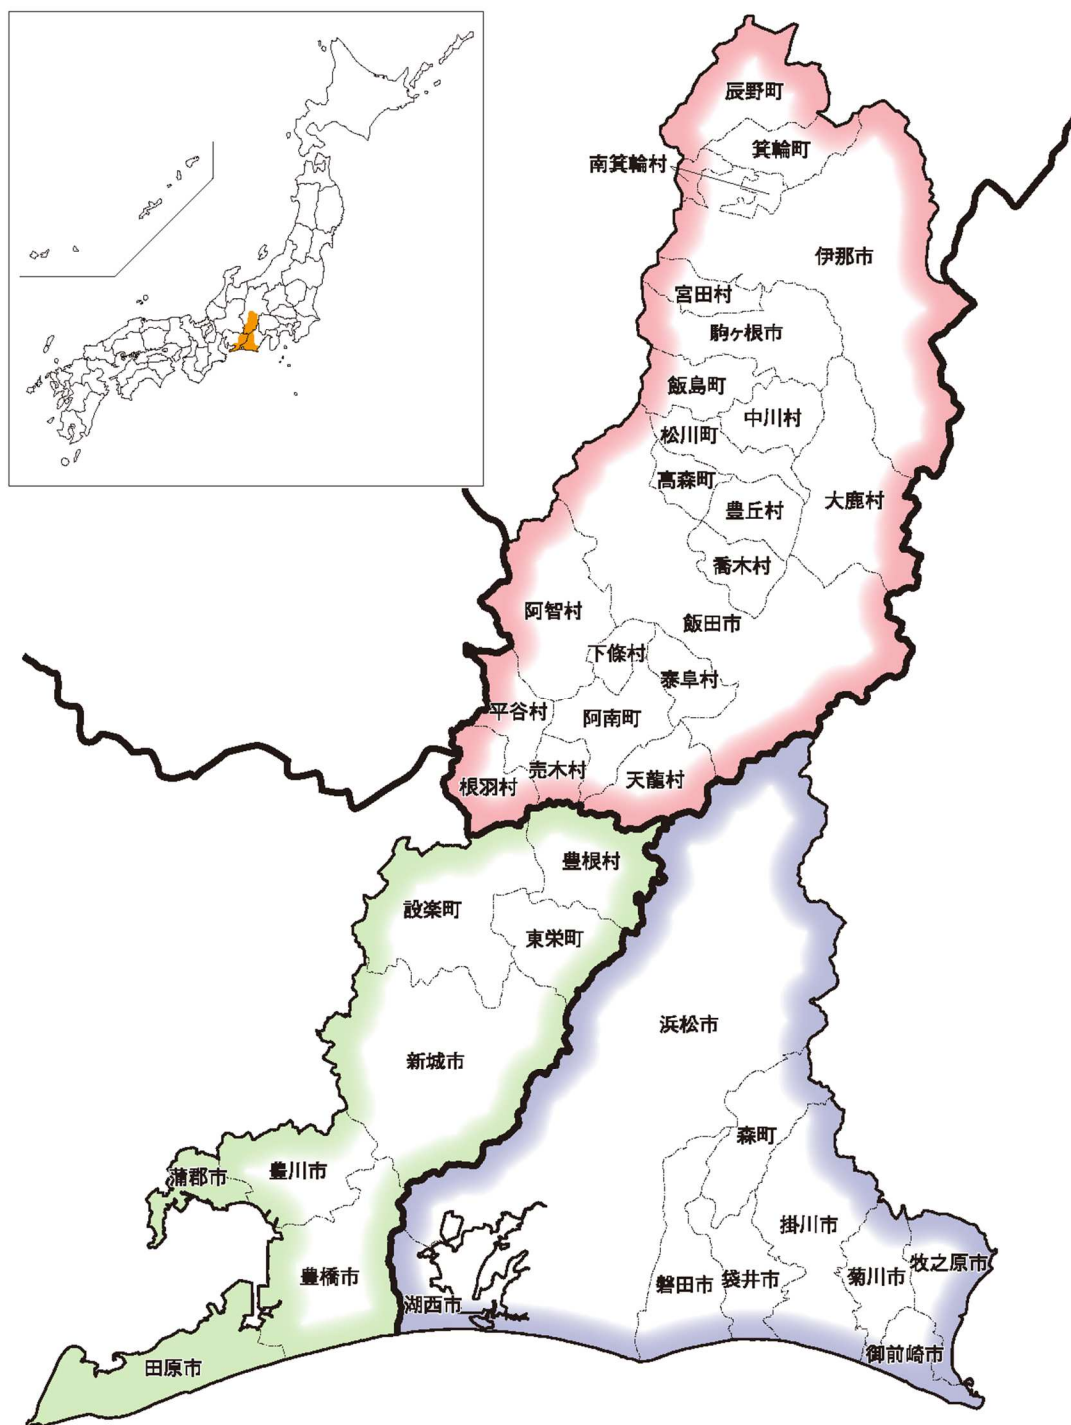 辰野町
箕輪町
南箕輪村
伊那市
宮田村
駒ヶ根市
飯島町
中川村
松川町
高森町
大鹿村
豊丘村
喬木村
阿智村
飯田市
下條村
泰阜村
平谷村
阿南町
売木村
天龍村
根羽村
豊根村
設楽町
東栄町
浜松市
新城市
森町
豊川市
蒲郡市
掛川市
牧之原市
豊橋市
菊川市
袋井市
磐田市
湖西市
御前崎市
田原市